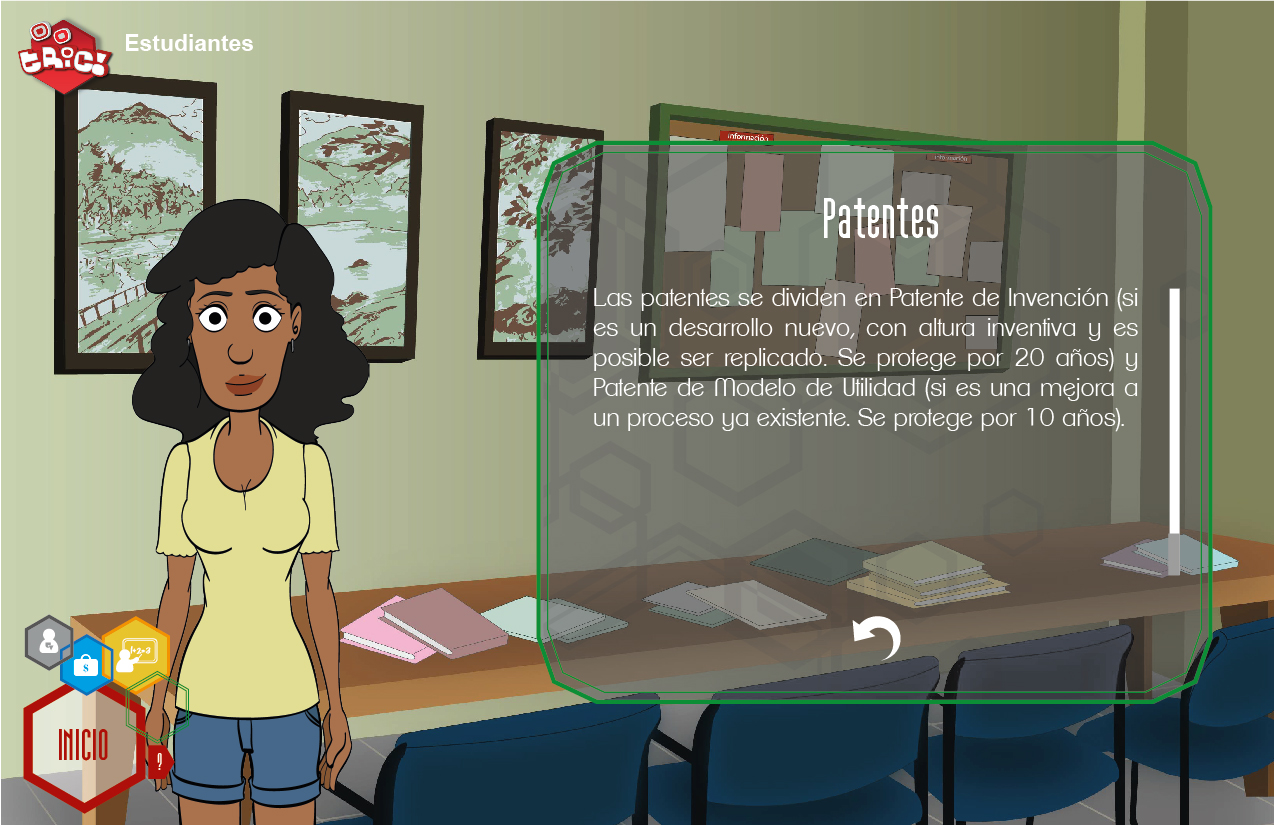 tRiC!
Estudiantes
Información
Información
Patentes
Las patentes se dividen en Patente de Invención (si
es un desarrollo nuevo, con altura inventiva y es
posible ser replicado. Se protege por 20 años) y
Patente de Modelo de Utilidad (si es una mejora a
un proceso ya existente. Se protege por 10 años).
1+2=3
$
INICIO
?